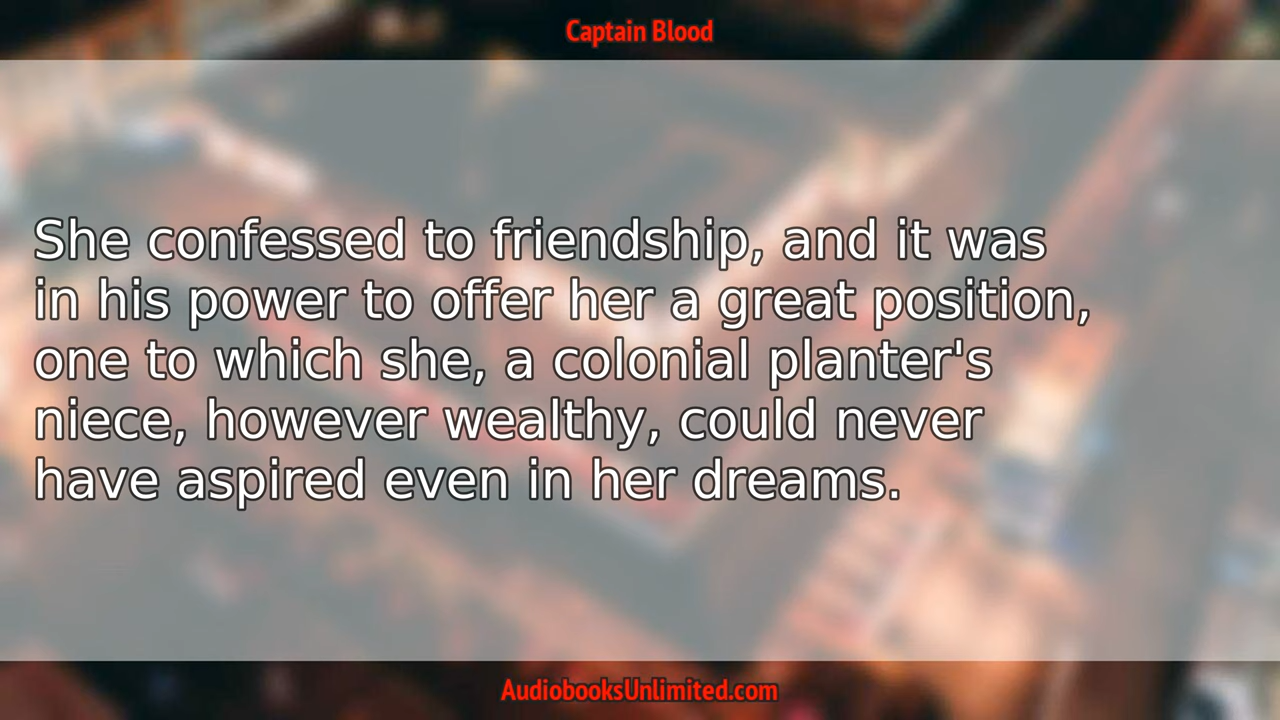 Captain Blood
She confessed to friendship, and it was
in his power to offer her a great position,
one to which she, a colonial planter's
niece, however wealthy, could never
have aspired even in her dreams.
AudiobooksUnlimited.com